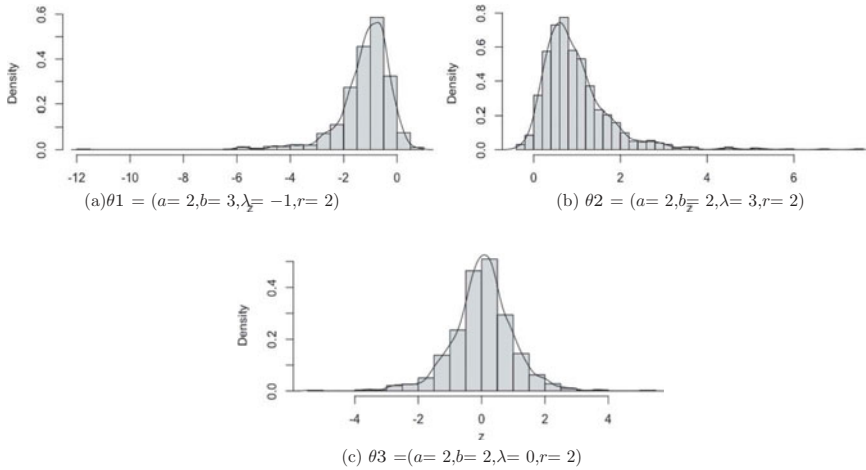 0.6
0.4
0.2
0.0
Density
-12 -10 -8 -6 -4 -2 0
z
(a)θ1 = (a= 2,b= 3,λ= −1,r= 2)
0.8
0.6
0.4
0.2
0.0
Density
0 2 4 6
z
(b) θ2 = (a= 2,b= 2,λ= 3,r= 2)
0.4
0.2
0.0
Density
-4 -2 0 2 4
z
(c) θ3 =(a= 2,b= 2,λ= 0,r= 2)